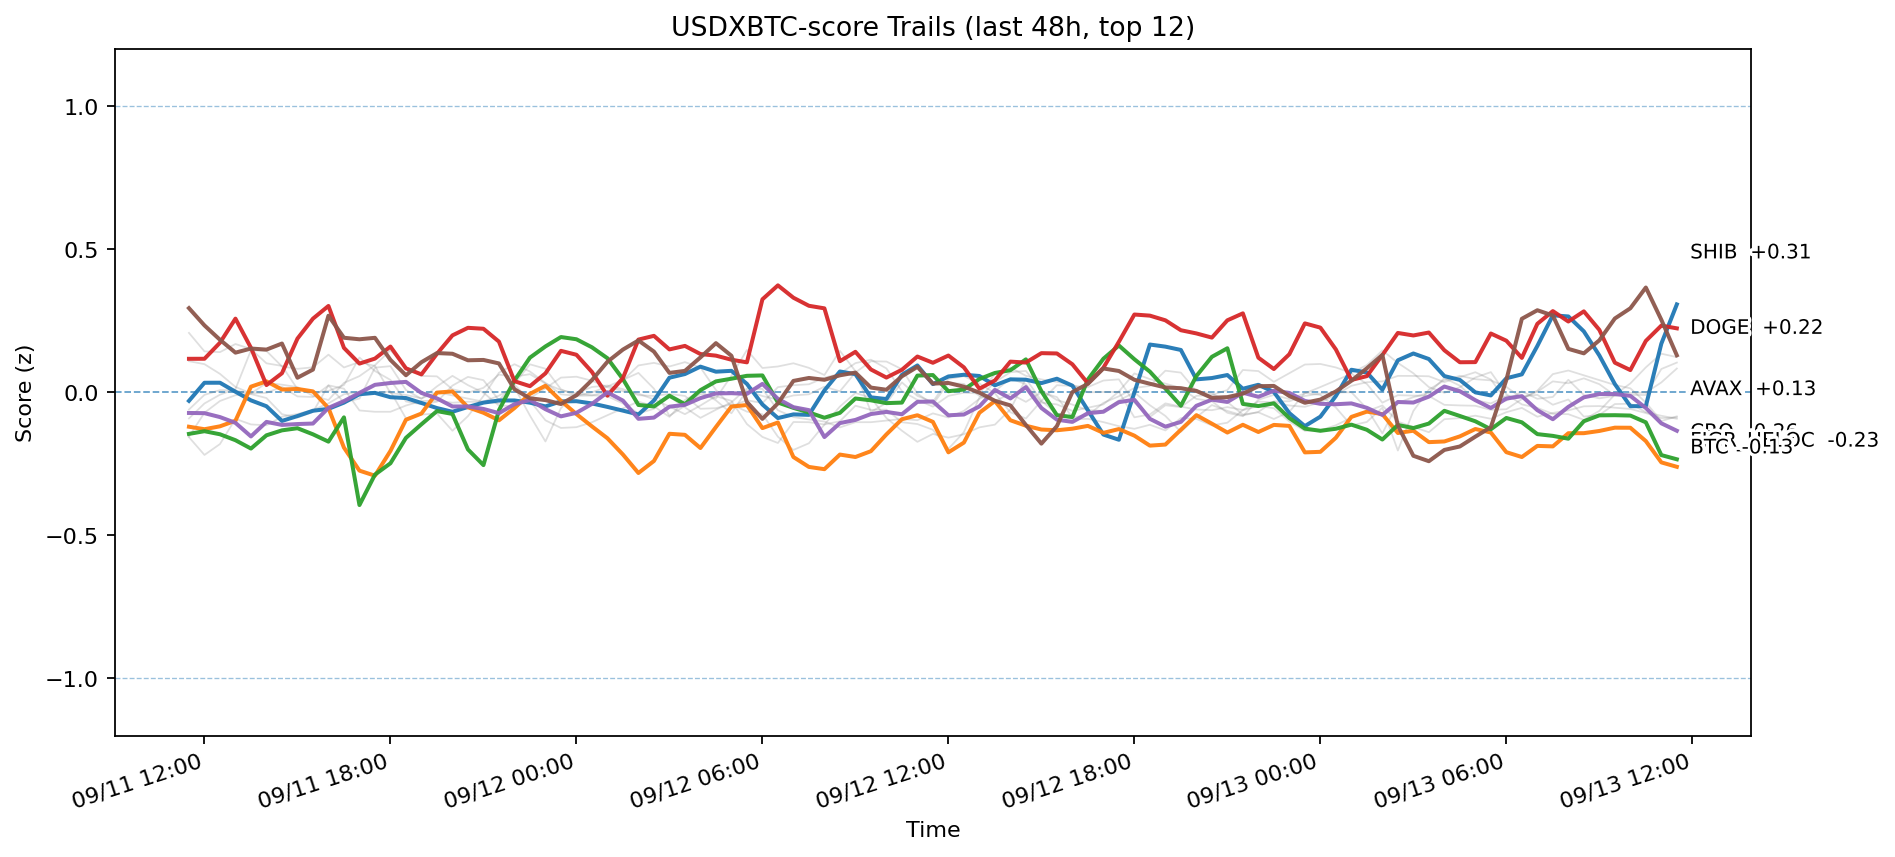 USDXBTC-score Trails (last 48h, top 12)
Score (z)
1.0
0.5
0.0
−0.5
−1.0
SHIB +0.31
DOGE +0.22
AVAX +0.13
-0.23
BTC -0.13
09/11 12:00
09/11 18:00
09/12 00:00
09/12 06:00
09/12 12:00
09/12 18:00
09/13 00:00
09/13 06:00
09/13 12:00
Time